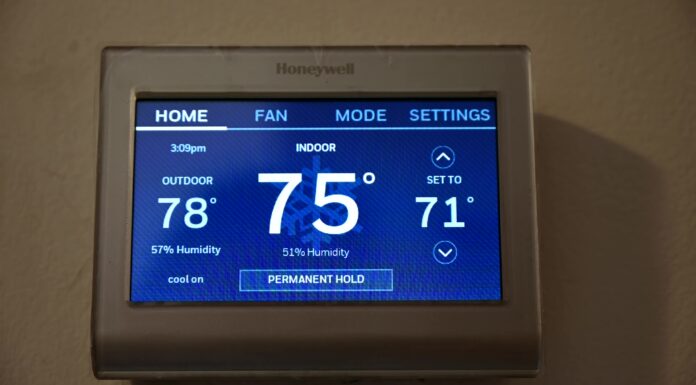 Honeywell
HOME FAN MODE SETTINGS
3:09pm
INDOOR
OUTDOOR
78°
57% Humidity
75°
51% Humidity
SET TO
71°
cool on
PERMANENT HOLD